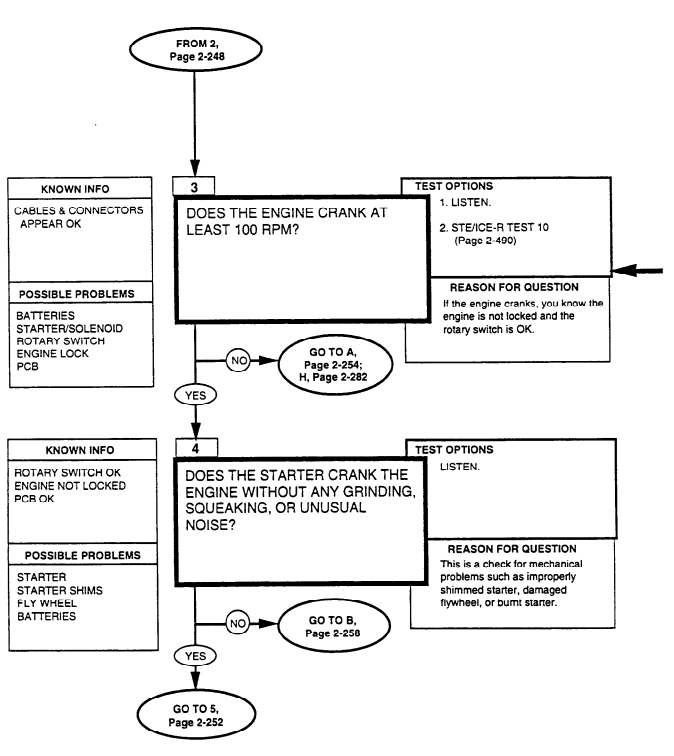 FROM 2,
Page 2-248
KNOWN INFO
CABLES & CONNECTORS
APPEAR OK
POSSIBLE PROBLEMS
BATTERIES
STARTER/SOLENOID
ROTARY SWITCH
ENGINE LOCK
PCB
3
DOES THE ENGINE CRANK AT
LEAST 100 RPM?
TEST OPTIONS
1. LISTEN.
2. STE/ICE-R TEST 10
(Page 2-490)
REASON FOR QUESTION
If the engine cranks, you know the
engine is not locked and the
rotary switch is OK.
NO
GO TO A,
Page 2-254;
H, Page 2-282
YES
KNOWN INFO
ROTARY SWITCH OK
ENGINE NOT LOCKED
PCB OK
POSSIBLE PROBLEMS
STARTER
STARTER SHIMS
FLY WHEEL
BATTERIES
4
DOES THE STARTER CRANK THE
ENGINE WITHOUT ANY GRINDING,
SQUEAKING, OR UNUSUAL
NOISE?
TEST OPTIONS
LISTEN.
REASON FOR QUESTION
This is a check for mechanical
problems such as improperly
shimmed starter, damaged
flywheel, or burnt starter.
NO
GO TO B,
Page 2-258
YES
GO TO 5,
Page 2-252